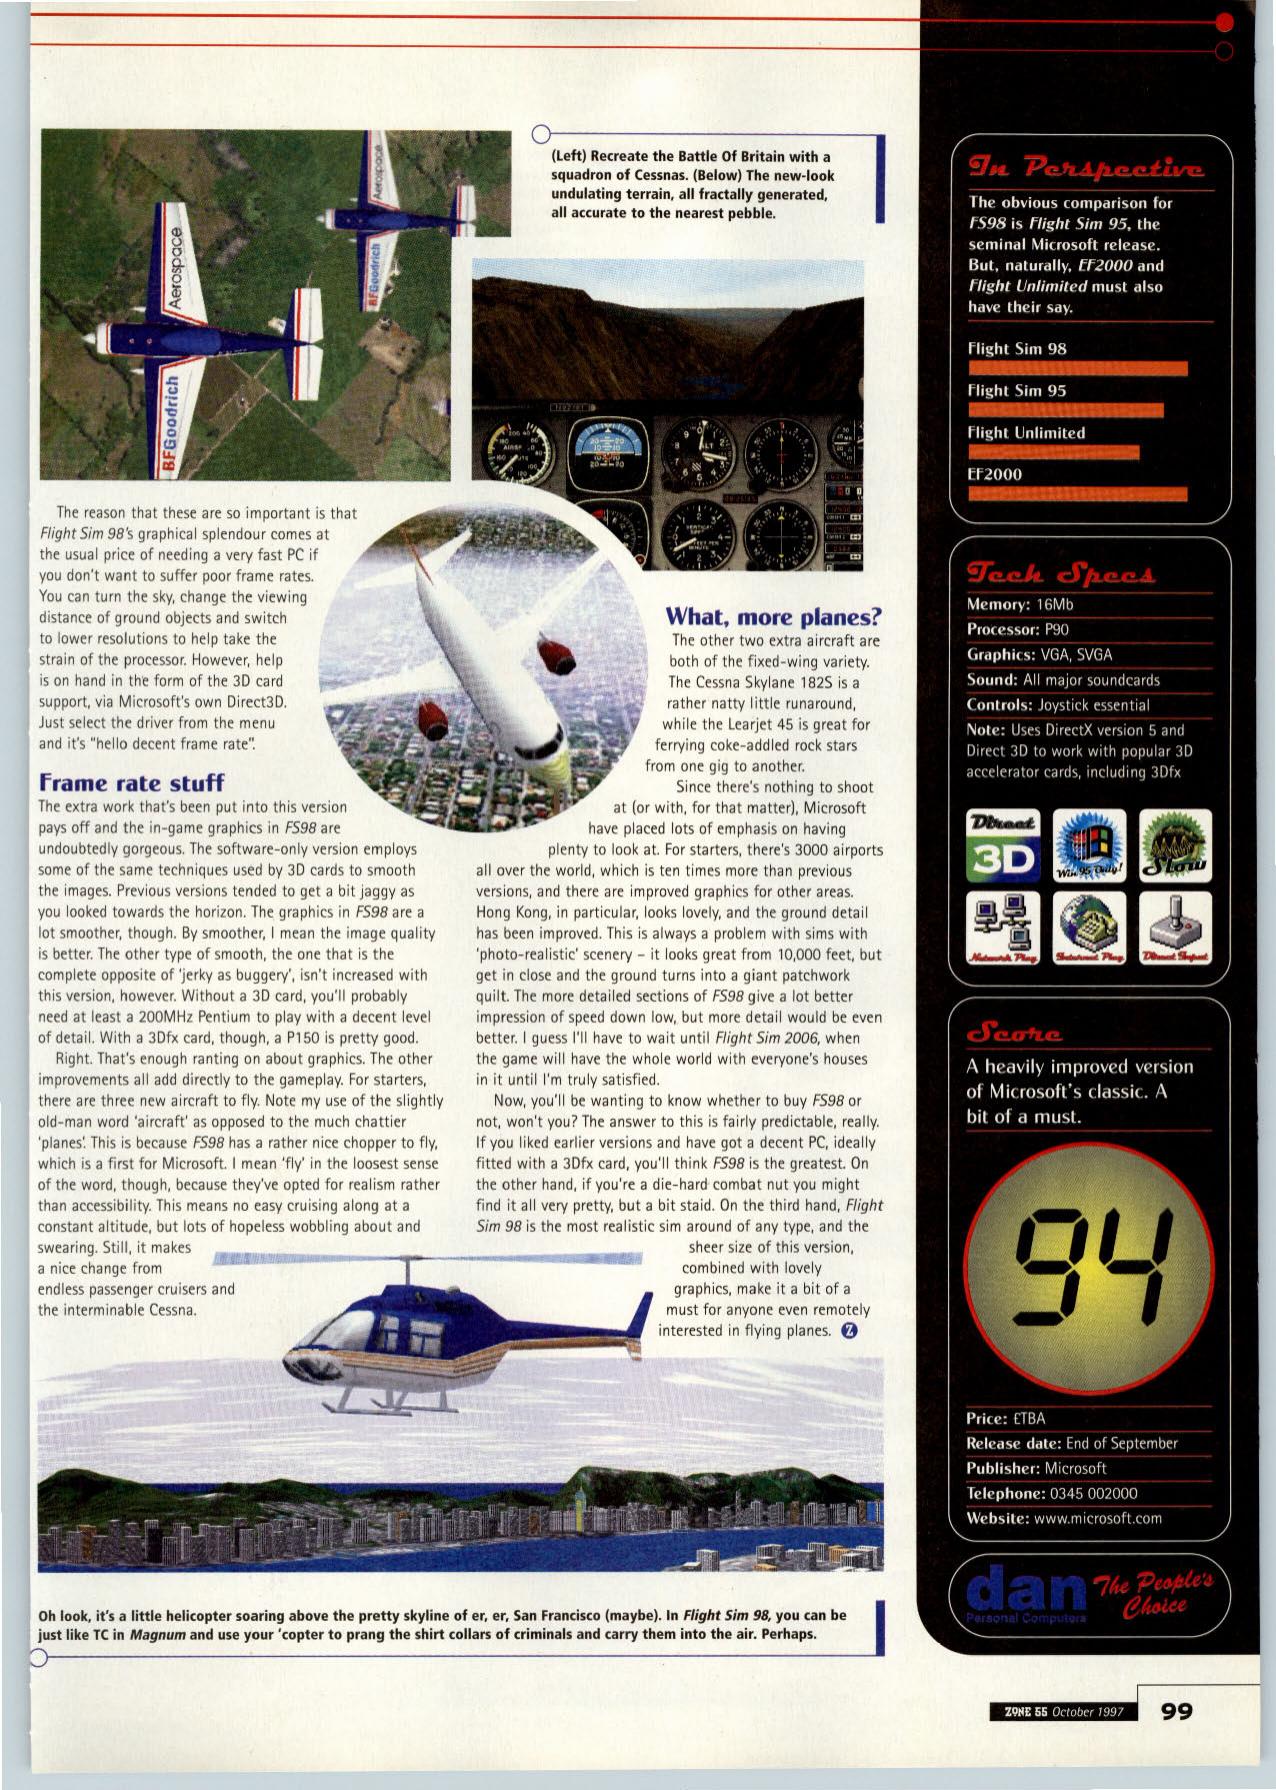 (Left) Recreate the Battle Of Britain with a
squadron of Cessnas. (Below) The new-look
undulating terrain, all fractally generated,
all accurate to the nearest pebble.
Aerospace
BFGoodrich
Aerospace
BFGoodrich
The reason that these are so important is that
Flight Sim 98's graphical splendour comes at
the usual price of needing a very fast PC if
you don't want to suffer poor frame rates.
You can turn the sky, change the viewing
distance of ground objects and switch
to lower resolutions to help take the
strain of the processor. However, help
is on hand in the form of the 3D card
support, via Microsoft's own Direct3D.
Just select the driver from the menu
and it's "hello decent frame rate".
Frame rate stuff
The extra work that's been put into this version
pays off and the in-game graphics in FS98 are
undoubtedly gorgeous. The software-only version employs
some of the same techniques used by 3D cards to smooth
the images. Previous versions tended to get a bit jaggy as
you looked towards the horizon. The graphics in FS98 are a
lot smoother, though. By smoother, I mean the image quality
is better. The other type of smooth, the one that is the
complete opposite of 'jerky as buggery', isn't increased with
this version, however. Without a 3D card, you'll probably
need at least a 200MHz Pentium to play with a decent level
of detail. With a 3Dfx card, though, a P150 is pretty good.
Right. That's enough ranting on about graphics. The other
improvements all add directly to the gameplay. For starters,
there are three new aircraft to fly. Note my use of the slightly
old-man word 'aircraft' as opposed to the much chattier
'planes'. This is because FS98 has a rather nice chopper to fly,
which is a first for Microsoft. I mean 'fly' in the loosest sense
of the word, though, because they've opted for realism rather
than accessibility. This means no easy cruising along at a
constant altitude, but lots of hopeless wobbling about and
swearing. Still, it makes
a nice change from
endless passenger cruisers and
the interminable Cessna.
What, more planes?
The other two extra aircraft are
both of the fixed-wing variety.
The Cessna Skylane 182S is a
rather natty little runaround,
while the Learjet 45 is great for
ferrying coke-addled rock stars
from one gig to another.
Since there's nothing to shoot
at (or with, for that matter), Microsoft
have placed lots of emphasis on having
plenty to look at. For starters, there's 3000 airports
all over the world, which is ten times more than previous
versions, and there are improved graphics for other areas.
Hong Kong, in particular, looks lovely, and the ground detail
has been improved. This is always a problem with sims with
'photo-realistic' scenery – it looks great from 10,000 feet, but
get in close and the ground turns into a giant patchwork
quilt. The more detailed sections of FS98 give a lot better
impression of speed down low, but more detail would be even
better. I guess I'll have to wait until Flight Sim 2006, when
the game will have the whole world with everyone's houses
in it until I'm truly satisfied.
Now, you'll be wanting to know whether to buy FS98 or
not, won't you? The answer to this is fairly predictable, really.
If you liked earlier versions and have got a decent PC, ideally
fitted with a 3Dfx card, you'll think FS98 is the greatest. On
the other hand, if you're a die-hard combat nut you might
find it all very pretty, but a bit staid. On the third hand, Flight
Sim 98 is the most realistic sim around of any type, and the
sheer size of this version,
combined with lovely
graphics, make it a bit of a
must for anyone even remotely
interested in flying planes. Z
Oh look, it's a little helicopter soaring above the pretty skyline of er, er, San Francisco (maybe). In Flight Sim 98, you can be
just like TC in Magnum and use your 'copter to prang the shirt collars of criminals and carry them into the air. Perhaps.
In Perspective
The obvious comparison for
FS98 is Flight Sim 95, the
seminal Microsoft release.
But, naturally, EF2000 and
Flight Unlimited must also
have their say.
Flight Sim 98
Flight Sim 95
Flight Unlimited
EF2000
Tech Specs
Memory: 16Mb
Processor: P90
Graphics: VGA, SVGA
Sound: All major soundcards
Controls: Joystick essential
Note: Uses DirectX version 5 and
Direct 3D to work with popular 3D
accelerator cards, including 3Dfx
Direct
3D
Win 95 Only!
Network Play
Internet Play
Direct Input
Score
A heavily improved version
of Microsoft's classic. A
bit of a must.
94
Price: £TBA
Release date: End of September
Publisher: Microsoft
Telephone: 0345 002000
Website: www.microsoft.com
dan
Personal Computers
The People's
Choice
ZONE 55 October 1997 99